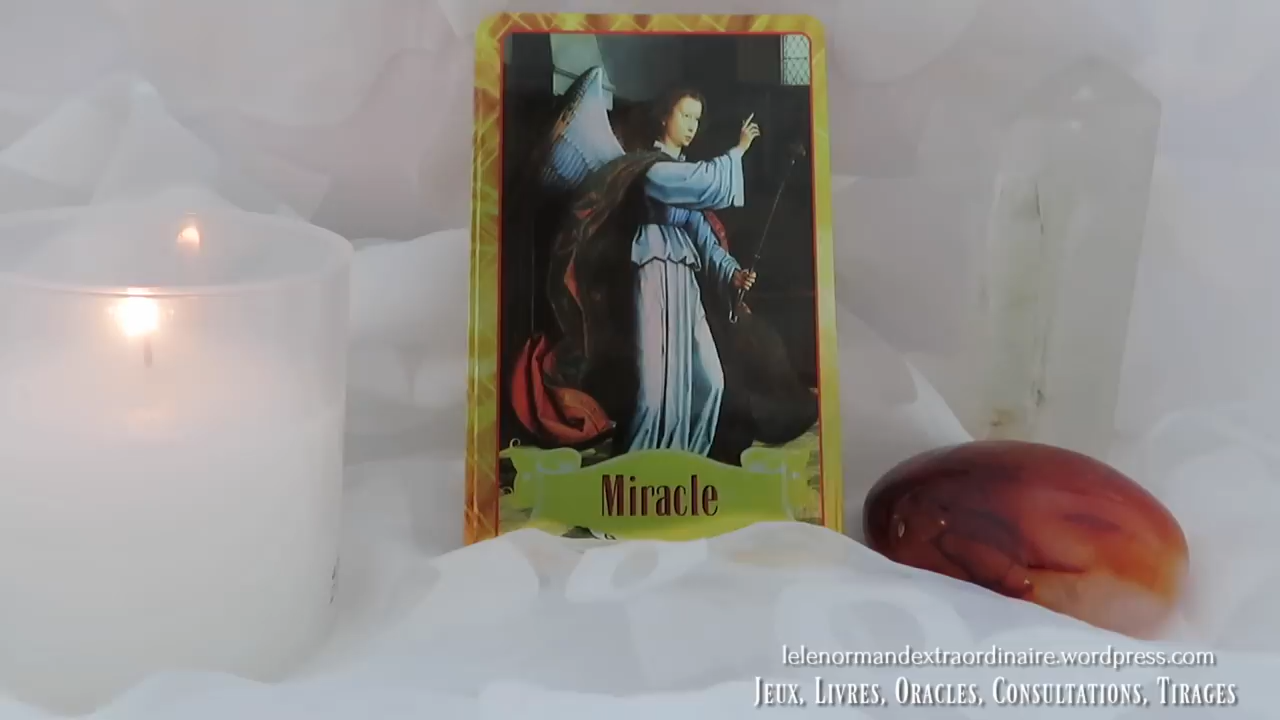 Miracle
lelenormandextraordinaire.wordpress.com
Jeux, Livres, Oracles, Consultations, Tirages